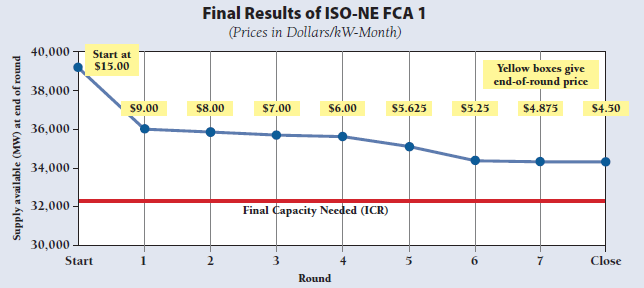 Final Results of ISO-NE FCA 1
(Prices in Dollars/kW-Month)
Supply available (MW) at end of round
40,000
38,000
36,000
34,000
32,000
30,000
Start at
$15.00
Yellow boxes give
end-of-round price
$9.00 $8.00 $7.00 $6.00 $5.625 $5.25 $4.875 $4.50
Final Capacity Needed (ICR)
Start 1 2 3 4 5 6 7 Close
Round